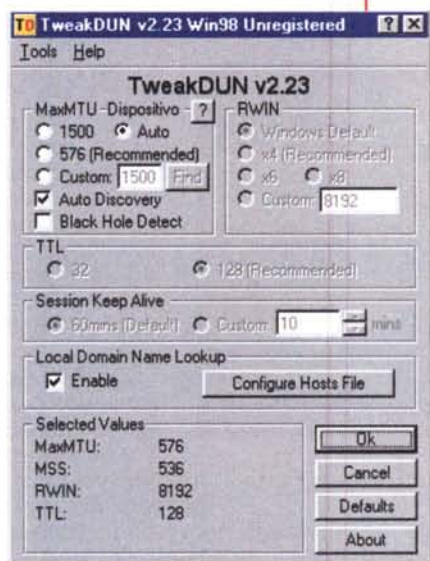 TD TweakDUN v2.23 Win98 Unregistered ? X
Tools Help
TweakDUN v2.23
MaxMTU - Dispositivo - ?
1500 Auto
576 (Recommended)
Custom: 1500 Find
Auto Discovery
Black Hole Detect
RWIN
Windows Default
x4 (Recommended)
x6 x8
Custom: 8192
TTL
32 128 (Recommended)
Session Keep Alive
60mins (Default) Custom: 10 mins
Local Domain Name Lookup
Enable Configure Hosts File
Selected Values
MaxMTU: 576
MSS: 536
RWIN: 8192
TTL: 128
Ok
Cancel
Defaults
About